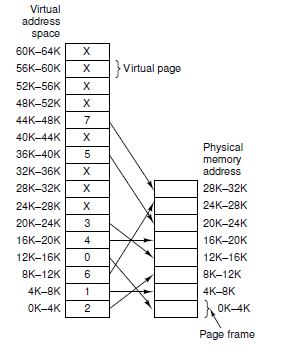 Virtual
address
space
60K–64K X
56K–60K X Virtual page
52K–56K X
48K–52K X
44K–48K 7
40K–44K X
36K–40K 5
32K–36K X
28K–32K X
24K–28K X
20K–24K 3
16K–20K 4
12K–16K 0
8K–12K 6
4K–8K 1
0K–4K 2
Physical
memory
address
28K–32K
24K–28K
20K–24K
16K–20K
12K–16K
8K–12K
4K–8K
0K–4K
Page frame